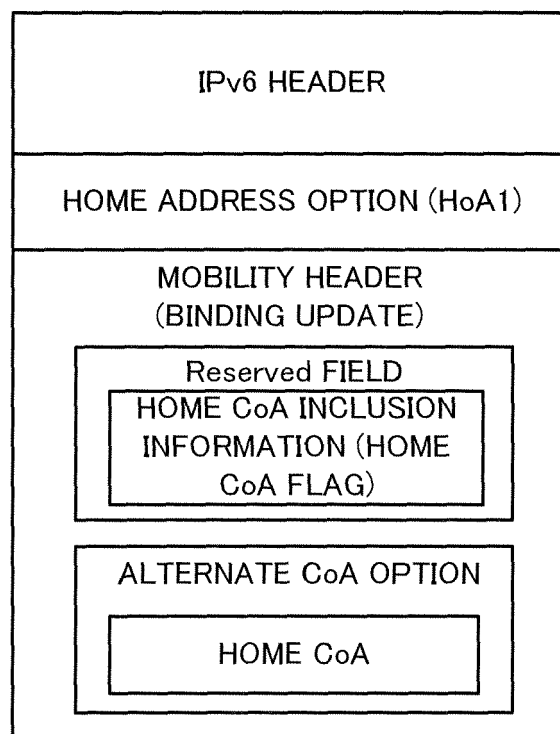 IPv6 HEADER
HOME ADDRESS OPTION (HoA1)
MOBILITY HEADER
(BINDING UPDATE)
Reserved FIELD
HOME CoA INCLUSION
INFORMATION (HOME
CoA FLAG)
ALTERNATE CoA OPTION
HOME CoA